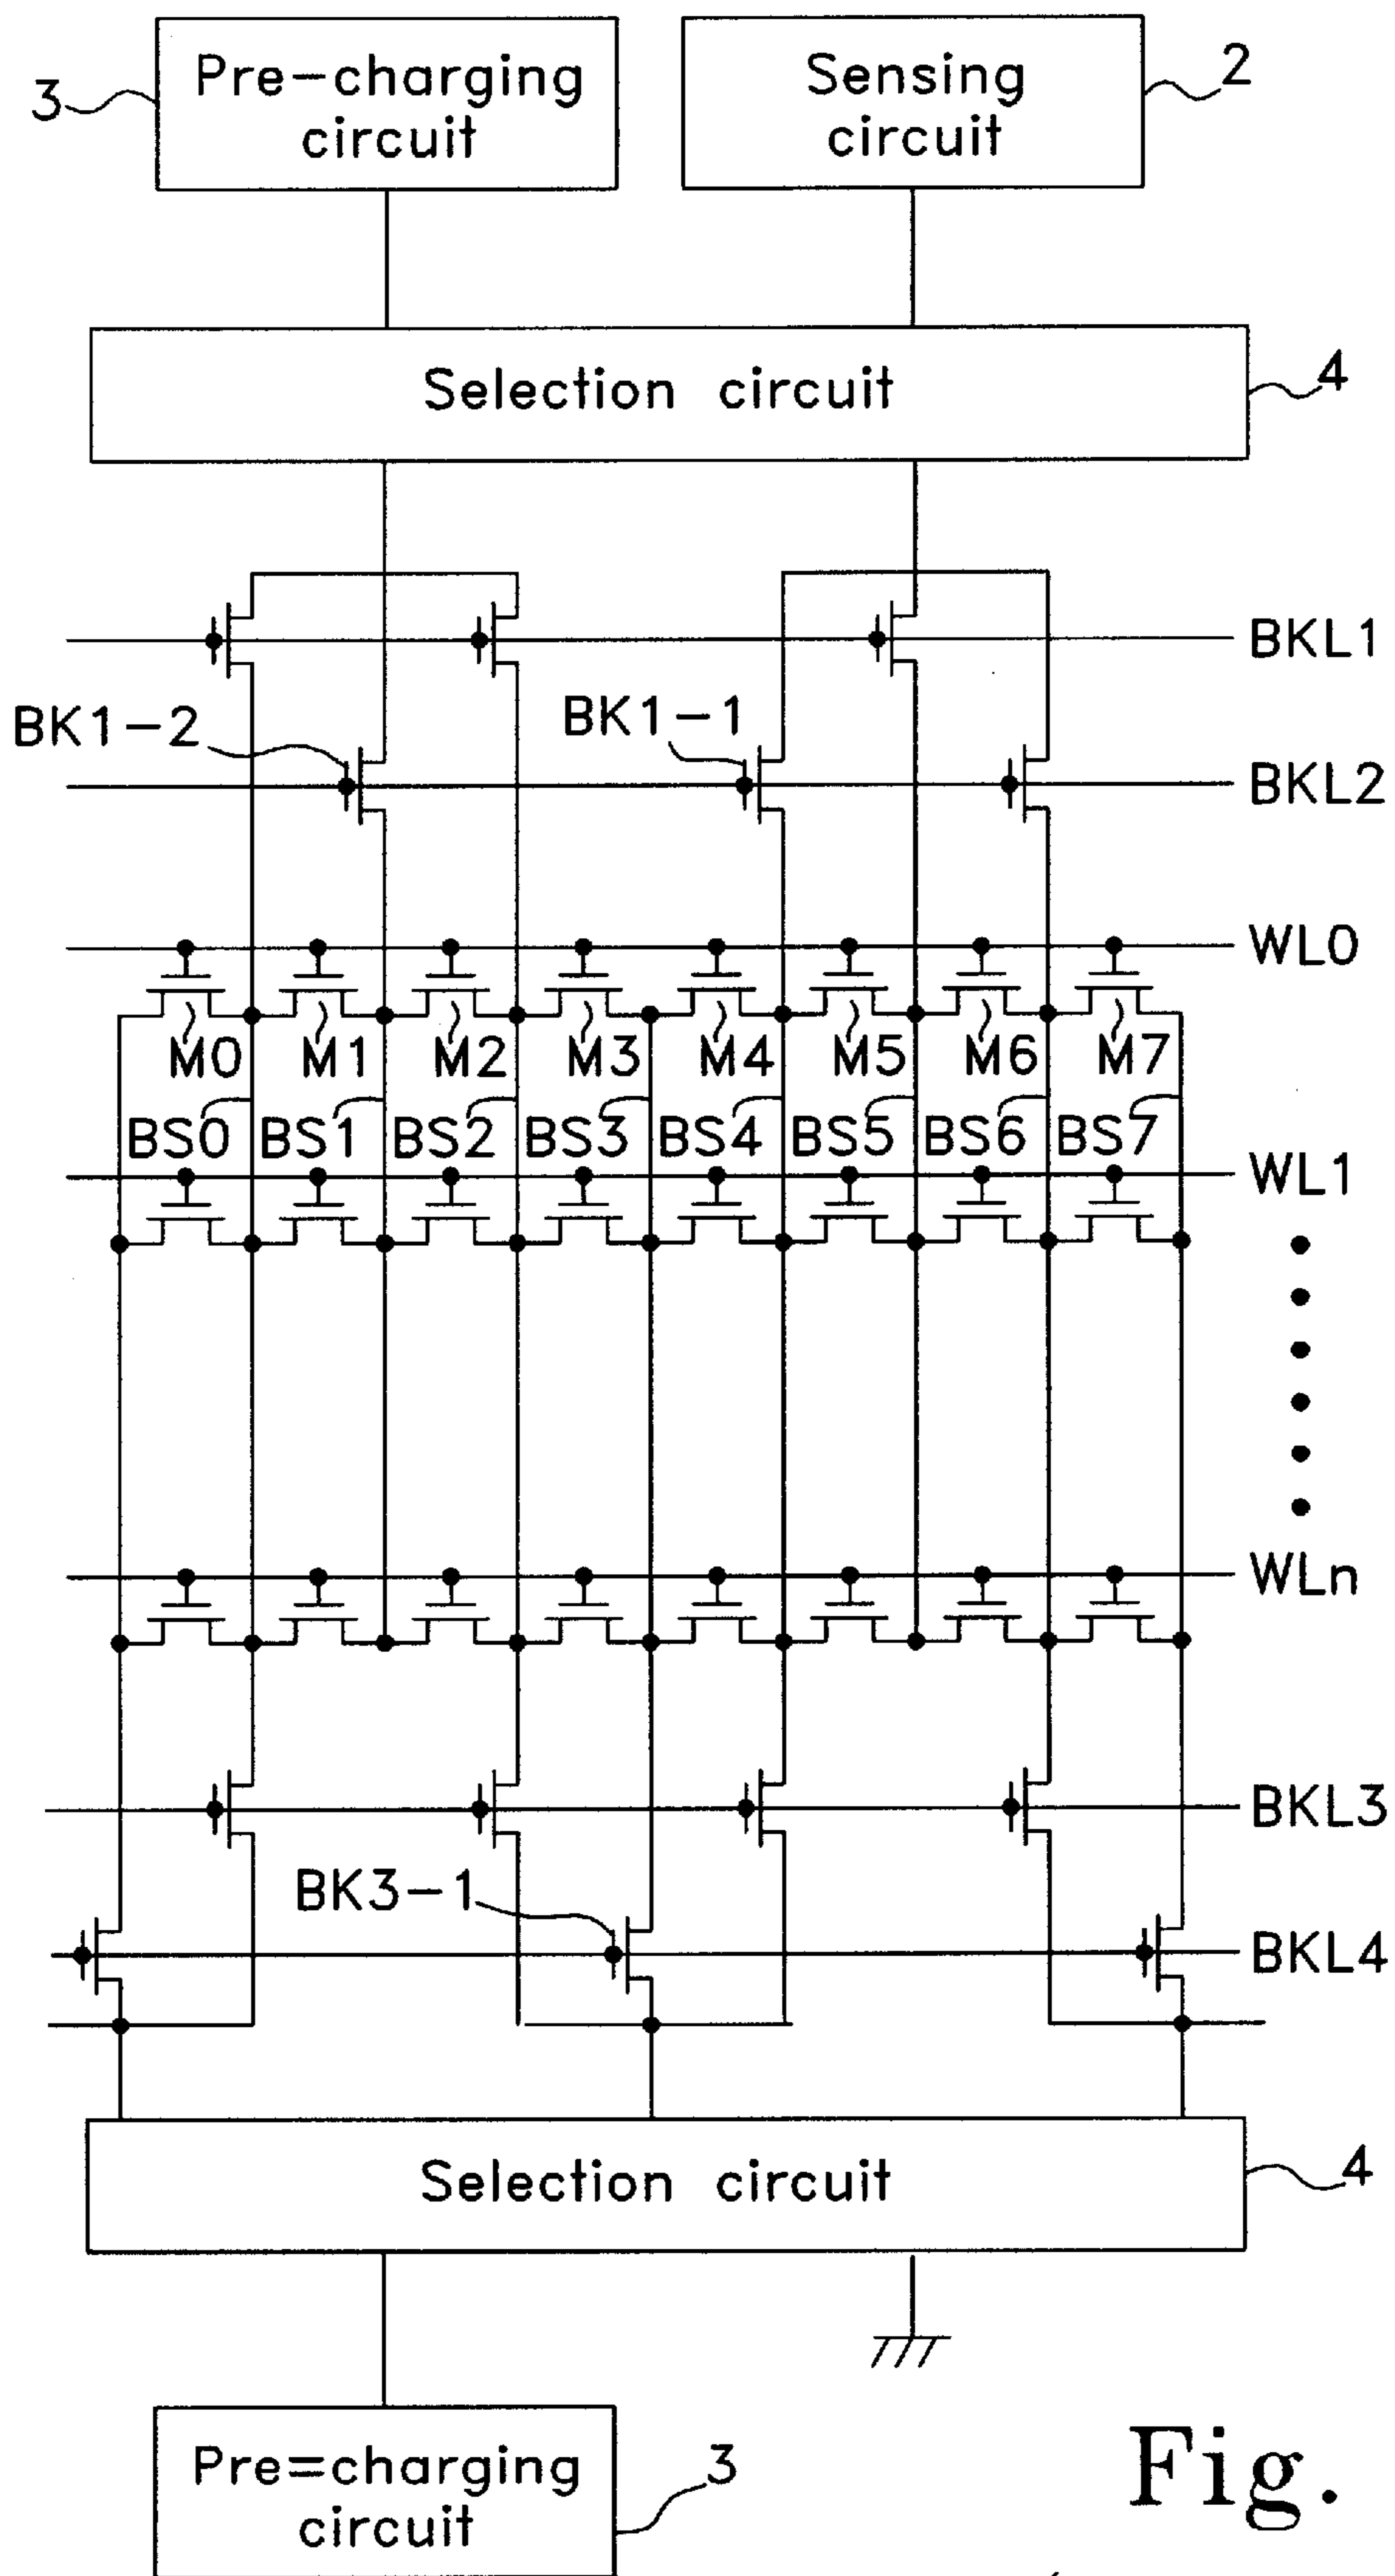 Pre-charging
circuit
Sensing
circuit
3
2
Selection circuit
4
BKL1
BK1-2
BK1-1
BKL2
WL0
M0 M1 M2 M3 M4 M5 M6 M7
BS0 BS1 BS2 BS3 BS4 BS5 BS6 BS7
WL1
WLn
BKL3
BK3-1
BKL4
Selection circuit
4
Pre=charging
circuit
3
Fig.